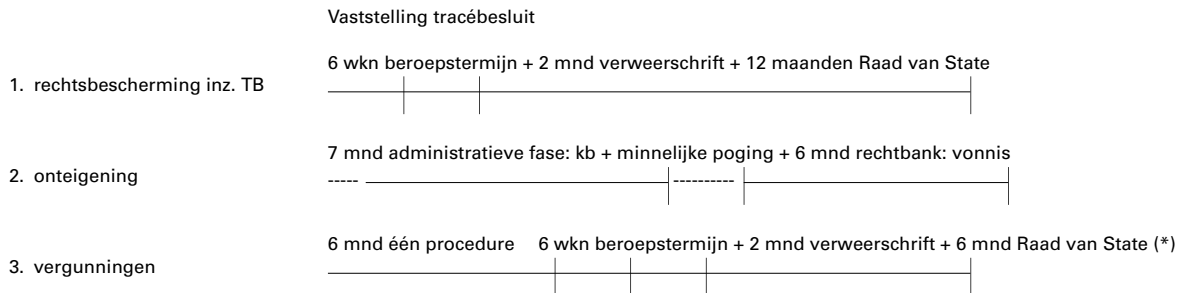 Vaststelling tracébesluit
6 wkn beroepstermijn + 2 mnd verweerschrift + 12 maanden Raad van State
1. rechtsbescherming inz. TB
7 mnd administratieve fase: kb + minnelijke poging + 6 mnd rechtbank: vonnis
2. onteigening
6 mnd één procedure 6 wkn beroepstermijn + 2 mnd verweerschrift + 6 mnd Raad van State (*)
3. vergunningen